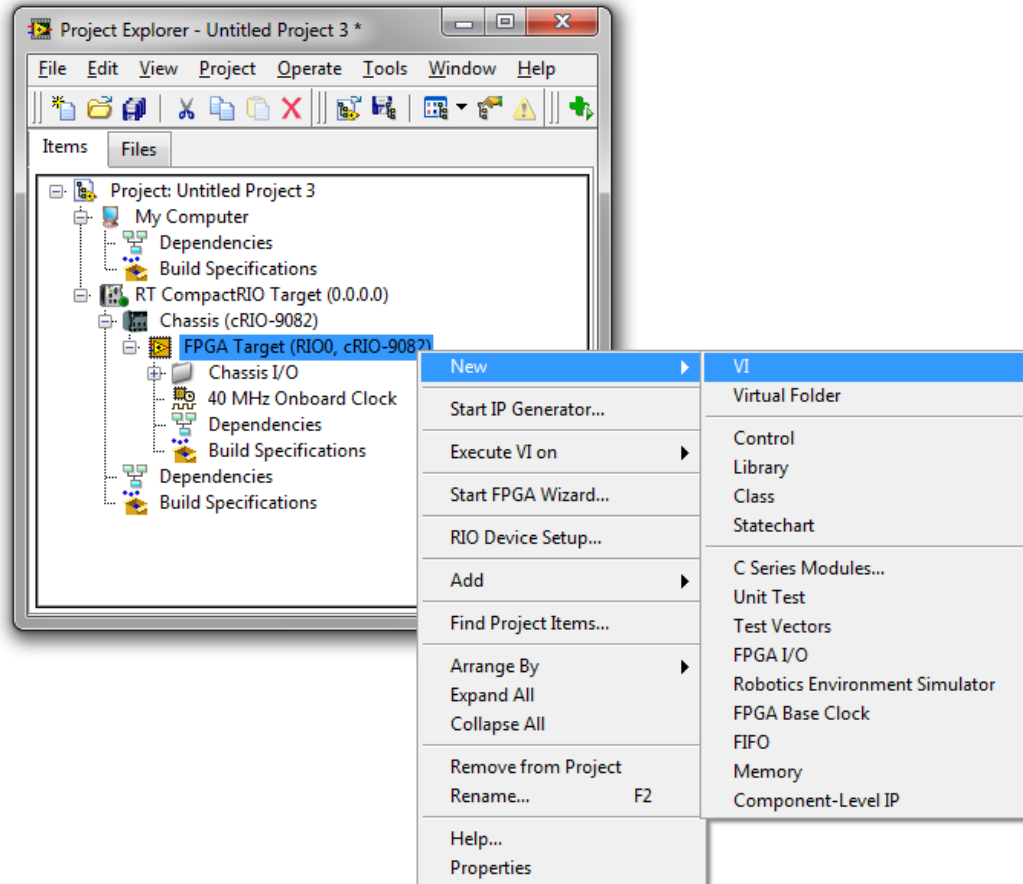 Project Explorer - Untitled Project 3 *
File Edit View Project Operate Tools Window Help
Items Files
Project: Untitled Project 3
My Computer
Dependencies
Build Specifications
RT CompactRIO Target (0.0.0.0)
Chassis (cRIO-9082)
FPGA Target (RIO0, cRIO-9082)
Chassis I/O
40 MHz Onboard Clock
Dependencies
Build Specifications
Dependencies
Build Specifications
New
Start IP Generator...
Execute VI on
Start FPGA Wizard...
RIO Device Setup...
Add
Find Project Items...
Arrange By
Expand All
Collapse All
Remove from Project
Rename... F2
Help...
Properties
VI
Virtual Folder
Control
Library
Class
Statechart
C Series Modules...
Unit Test
Test Vectors
FPGA I/O
Robotics Environment Simulator
FPGA Base Clock
FIFO
Memory
Component-Level IP